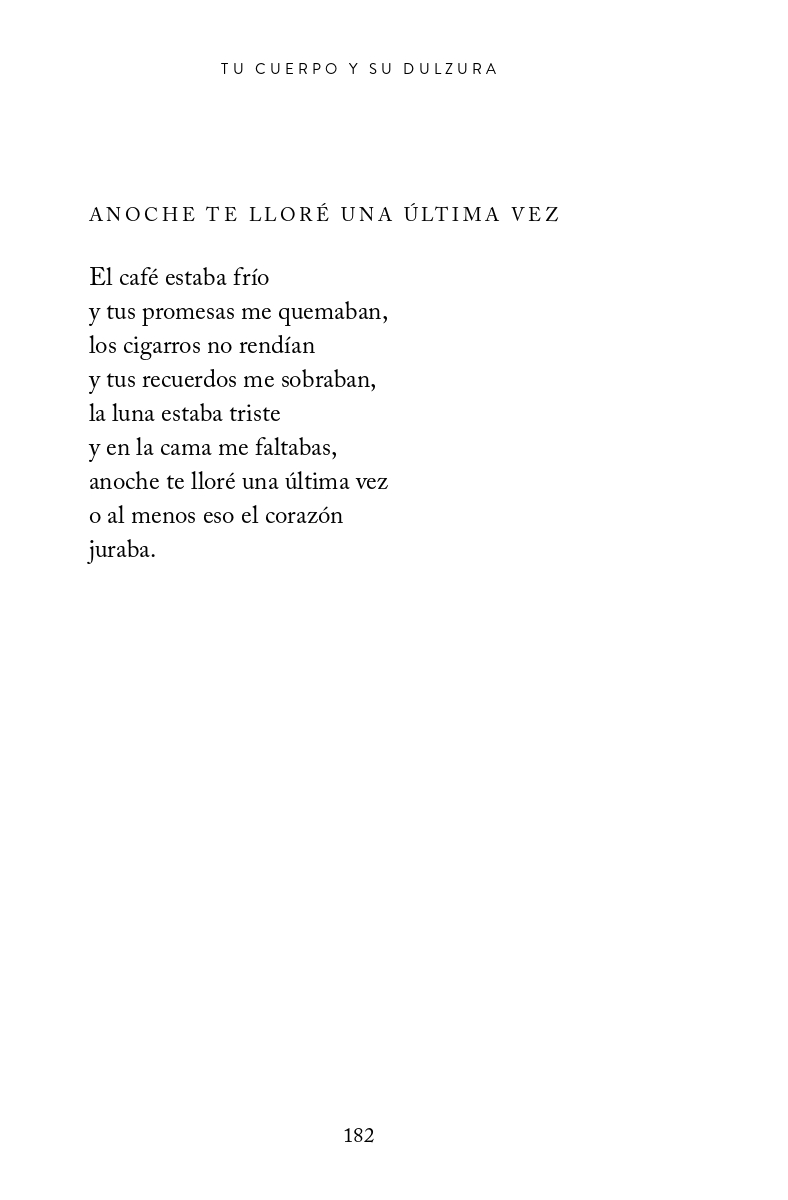 TU CUERPO Y SU DULZURA
ANOCHE TE LLORÉ UNA ÚLTIMA VEZ
El café estaba frío
y tus promesas me quemaban,
los cigarros no rendían
y tus recuerdos me sobraban,
la luna estaba triste
y en la cama me faltabas,
anoche te lloré una última vez
o al menos eso el corazón
juraba.
182